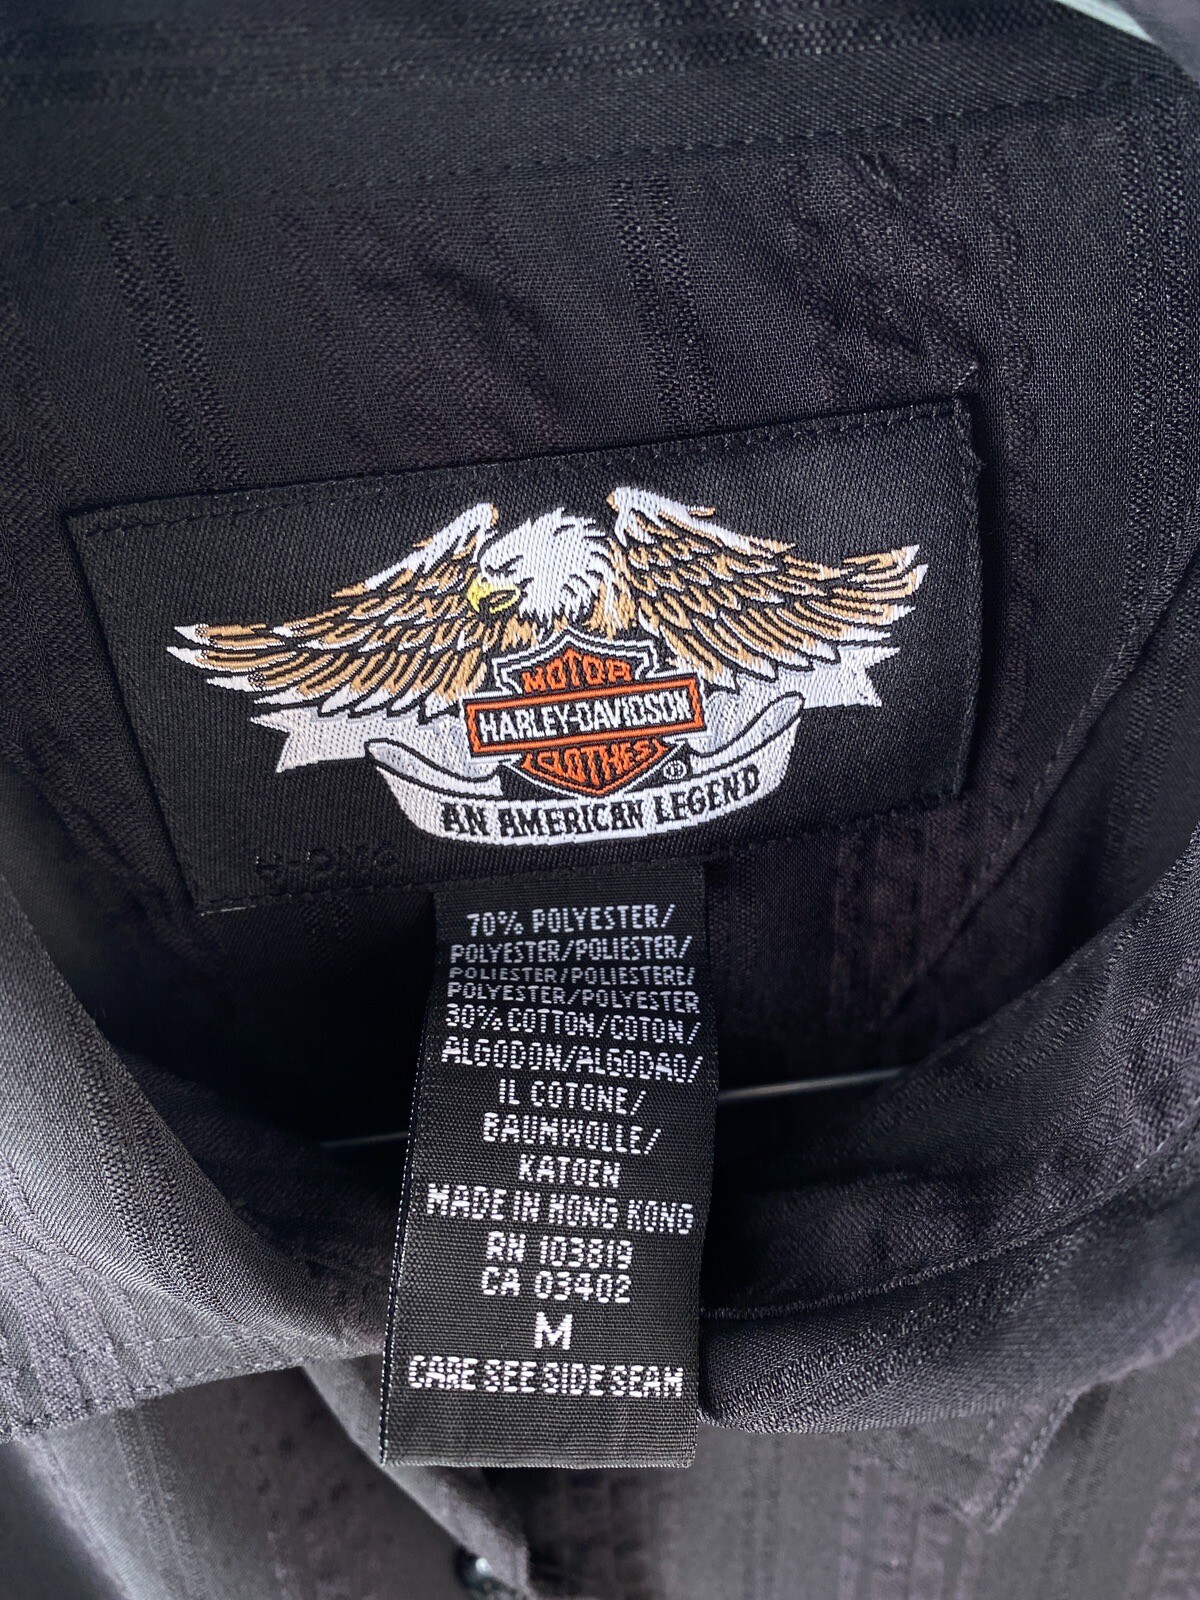 MOTOR
HARLEY-DAVIDSON
CLOTHES
®
AN AMERICAN LEGEND
70% POLYESTER/
POLYESTER/POLIESTER/
POLIESTER/POLIESTERE/
POLYESTER/POLYESTER
30% COTTON/COTON/
ALGODON/ALGODAO/
IL COTONE/
BAUMWOLLE/
KATOEN
MADE IN HONG KONG
RN 103819
CA 03402
M
CARE SEE SIDE SEAM